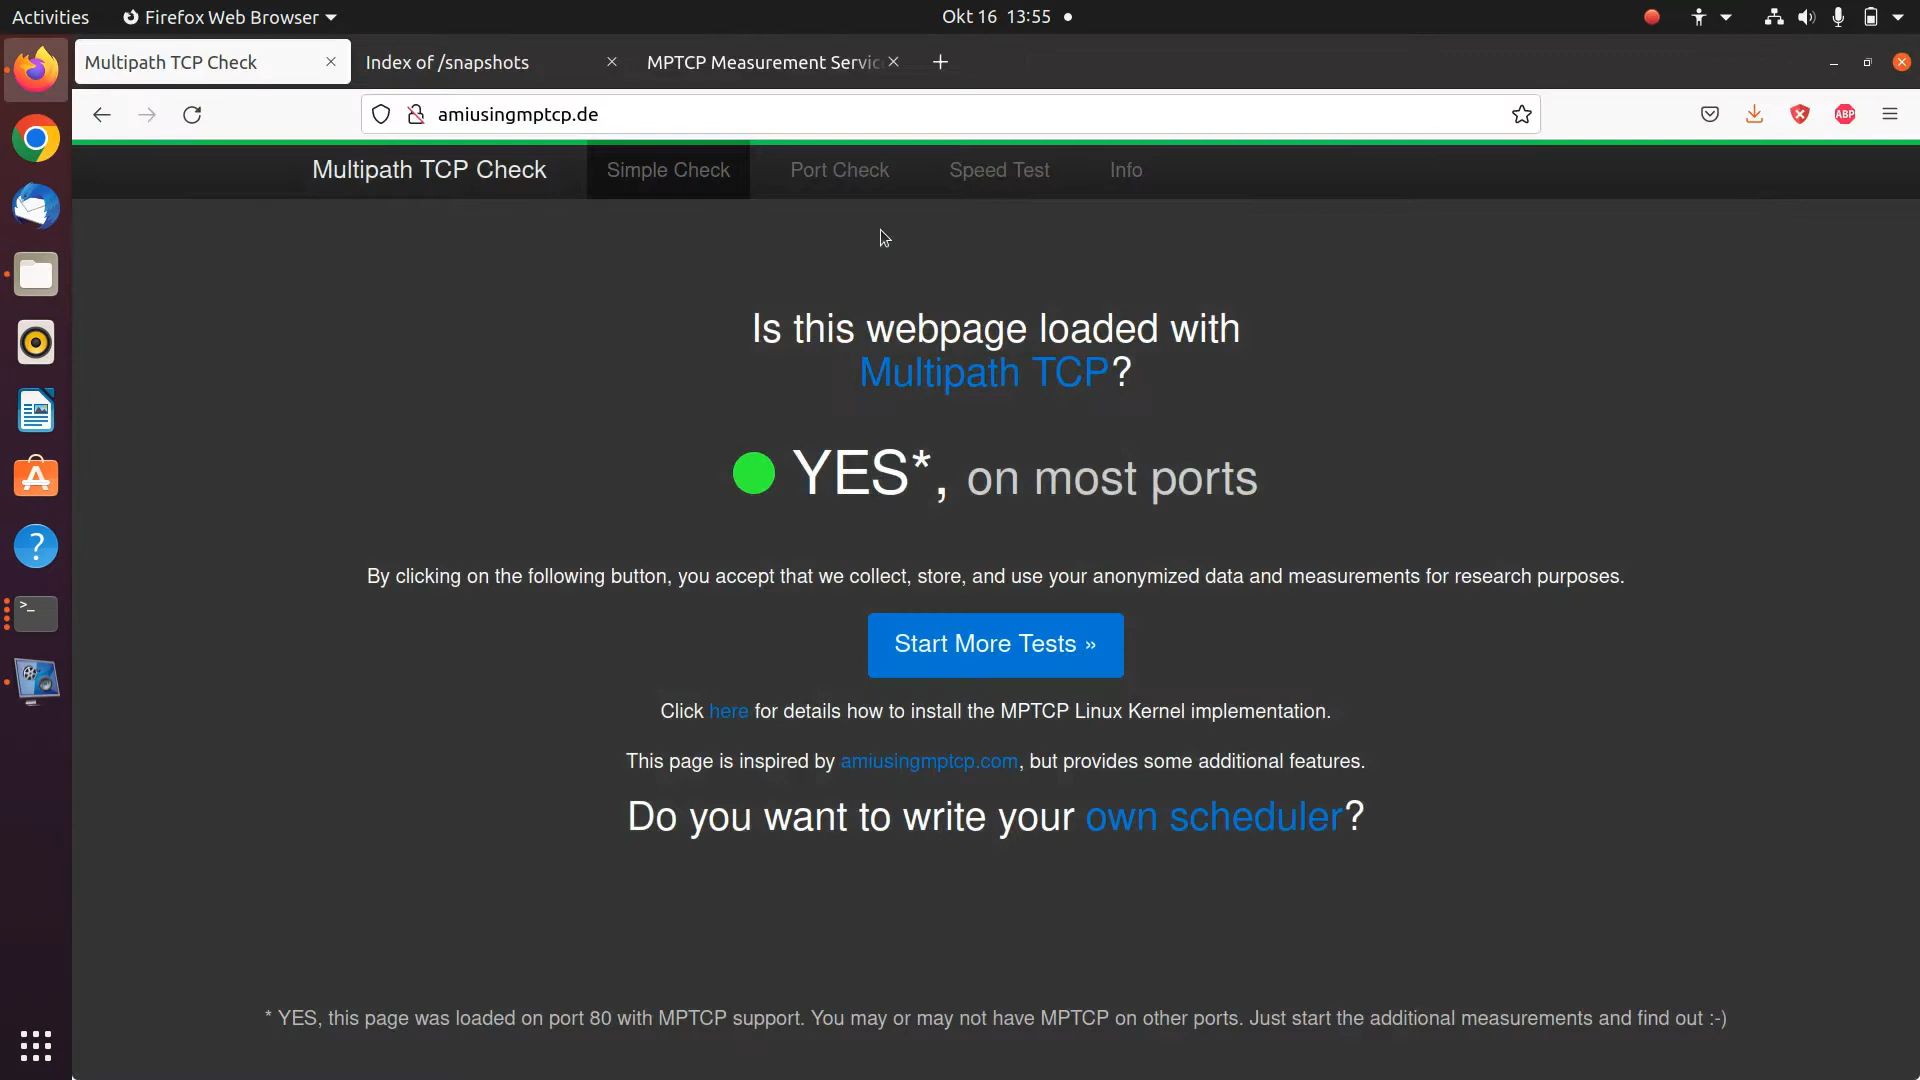 Activities
Firefox Web Browser
Okt 16 13:55
Multipath TCP Check
Index of /snapshots
MPTCP Measurement Servic
amiusingmptcp.de
ABP
Multipath TCP Check
Simple Check
Port Check
Speed Test
Info
Is this webpage loaded with
Multipath TCP?
YES*, on most ports
By clicking on the following button, you accept that we collect, store, and use your anonymized data and measurements for research purposes.
Start More Tests »
Click here for details how to install the MPTCP Linux Kernel implementation.
This page is inspired by amiusingmptcp.com, but provides some additional features.
Do you want to write your own scheduler?
* YES, this page was loaded on port 80 with MPTCP support. You may or may not have MPTCP on other ports. Just start the additional measurements and find out :-)